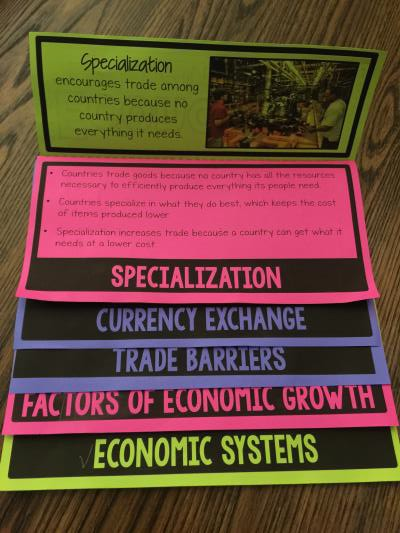 Specialization
encourages trade among
countries because no
country produces
everything it needs.
• Countries trade goods because no country has all the resources
necessary to efficiently produce everything its people need.
• Countries specialize in what they do best, which keeps the cost
of items produced lower.
• Specialization increases trade because a country can get what it
needs at a lower cost.
SPECIALIZATION
CURRENCY EXCHANGE
TRADE BARRIERS
FACTORS OF ECONOMIC GROWTH
ECONOMIC SYSTEMS